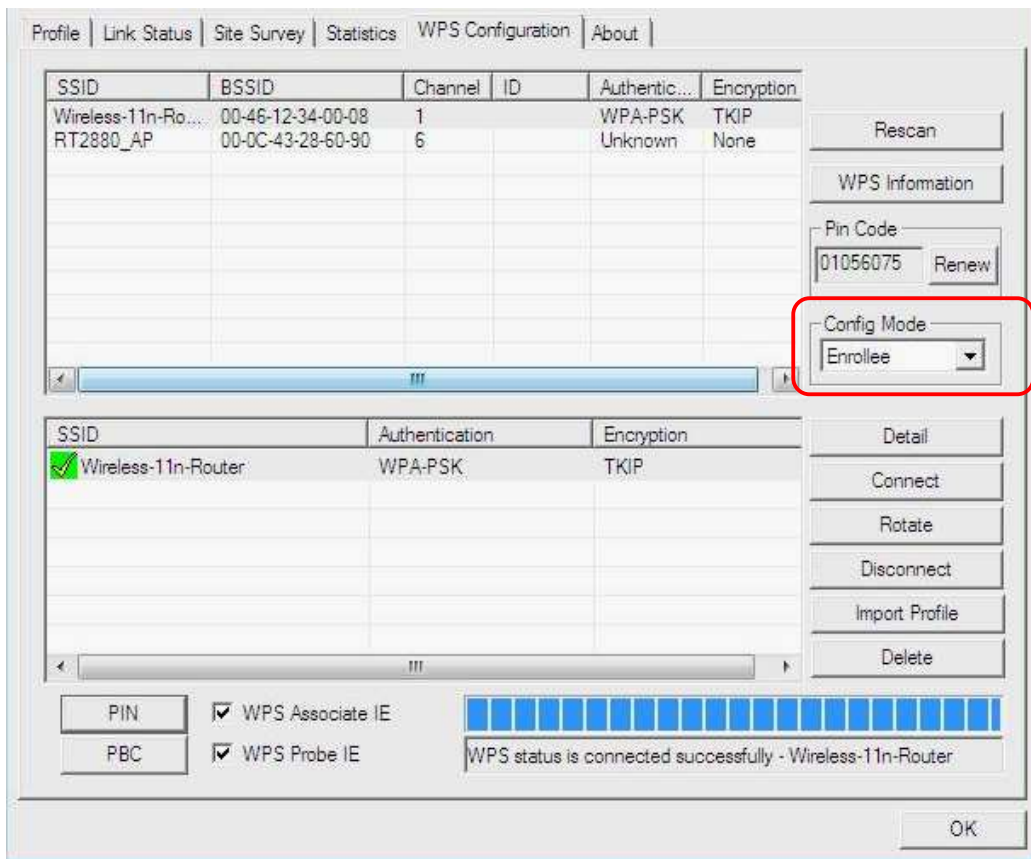 Profile Link Status Site Survey Statistics WPS Configuration About
SSID BSSID Channel ID Authentic... Encryption
Wireless-11n-Ro... 00-46-12-34-00-08 1 WPA-PSK TKIP
RT2880_AP 00-0C-43-28-60-90 6 Unknown None
Rescan
WPS Information
Pin Code
01056075 Renew
Config Mode
Enrollee
SSID Authentication Encryption
Wireless-11n-Router WPA-PSK TKIP
Detail
Connect
Rotate
Disconnect
Import Profile
Delete
PIN WPS Associate IE
PBC WPS Probe IE
WPS status is connected successfully - Wireless-11n-Router
OK